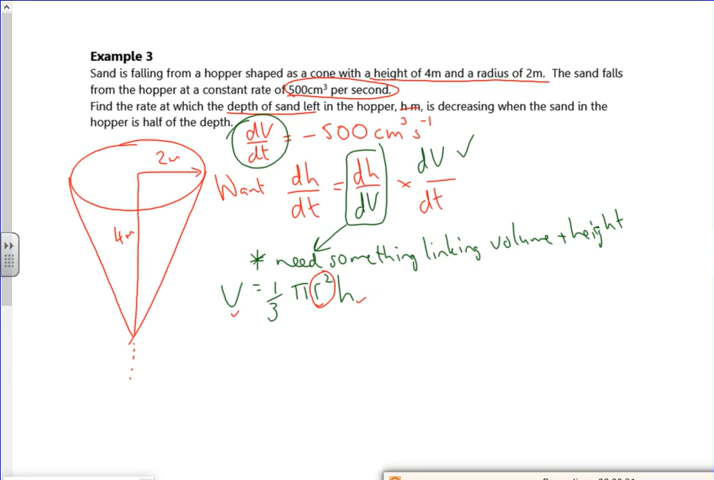 Example 3
Sand is falling from a hopper shaped as a cone with a height of 4m and a radius of 2m. The sand falls
from the hopper at a constant rate of 500cm³ per second.
Find the rate at which the depth of sand left in the hopper, h m, is decreasing when the sand in the
hopper is half of the depth.
dV/dt = -500 cm³s⁻¹
2m
Want dh/dt = dh/dV × dV/dt ✓
4m
* need something linking volume + height
V = 1/3 πr²h